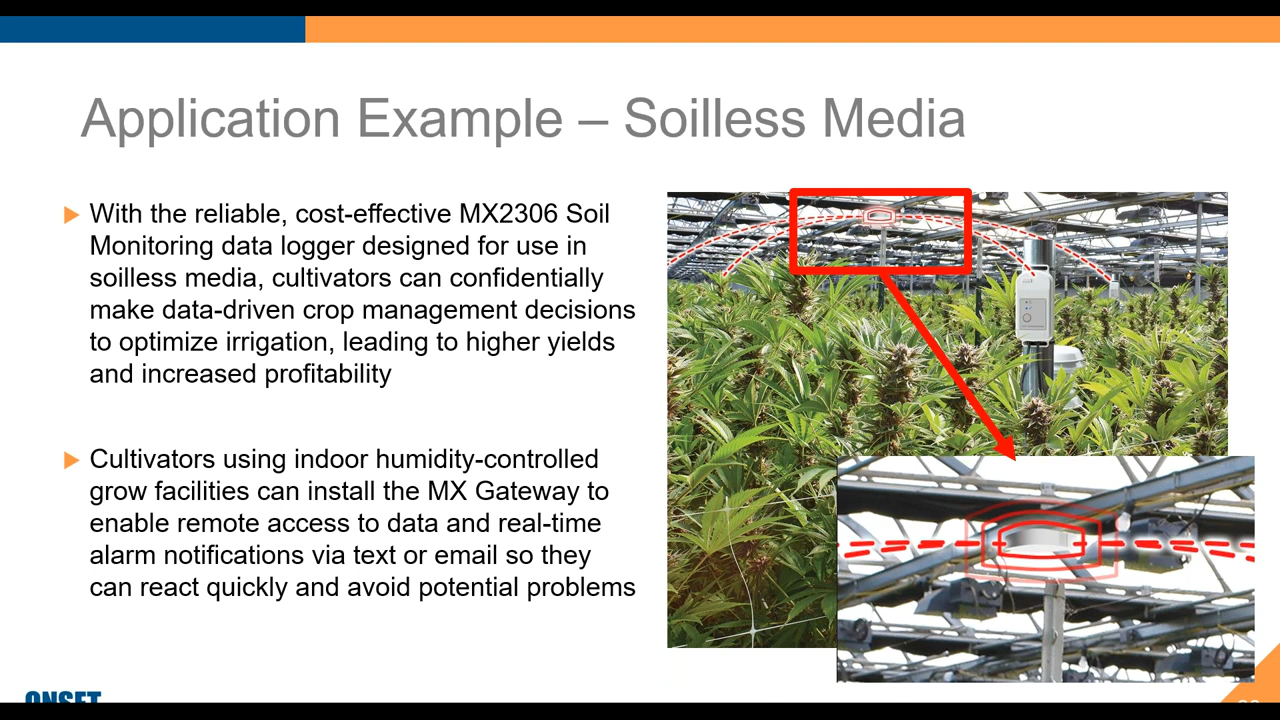 Application Example – Soilless Media
With the reliable, cost-effective MX2306 Soil
Monitoring data logger designed for use in
soilless media, cultivators can confidentially
make data-driven crop management decisions
to optimize irrigation, leading to higher yields
and increased profitability
Cultivators using indoor humidity-controlled
grow facilities can install the MX Gateway to
enable remote access to data and real-time
alarm notifications via text or email so they
can react quickly and avoid potential problems
ONSET